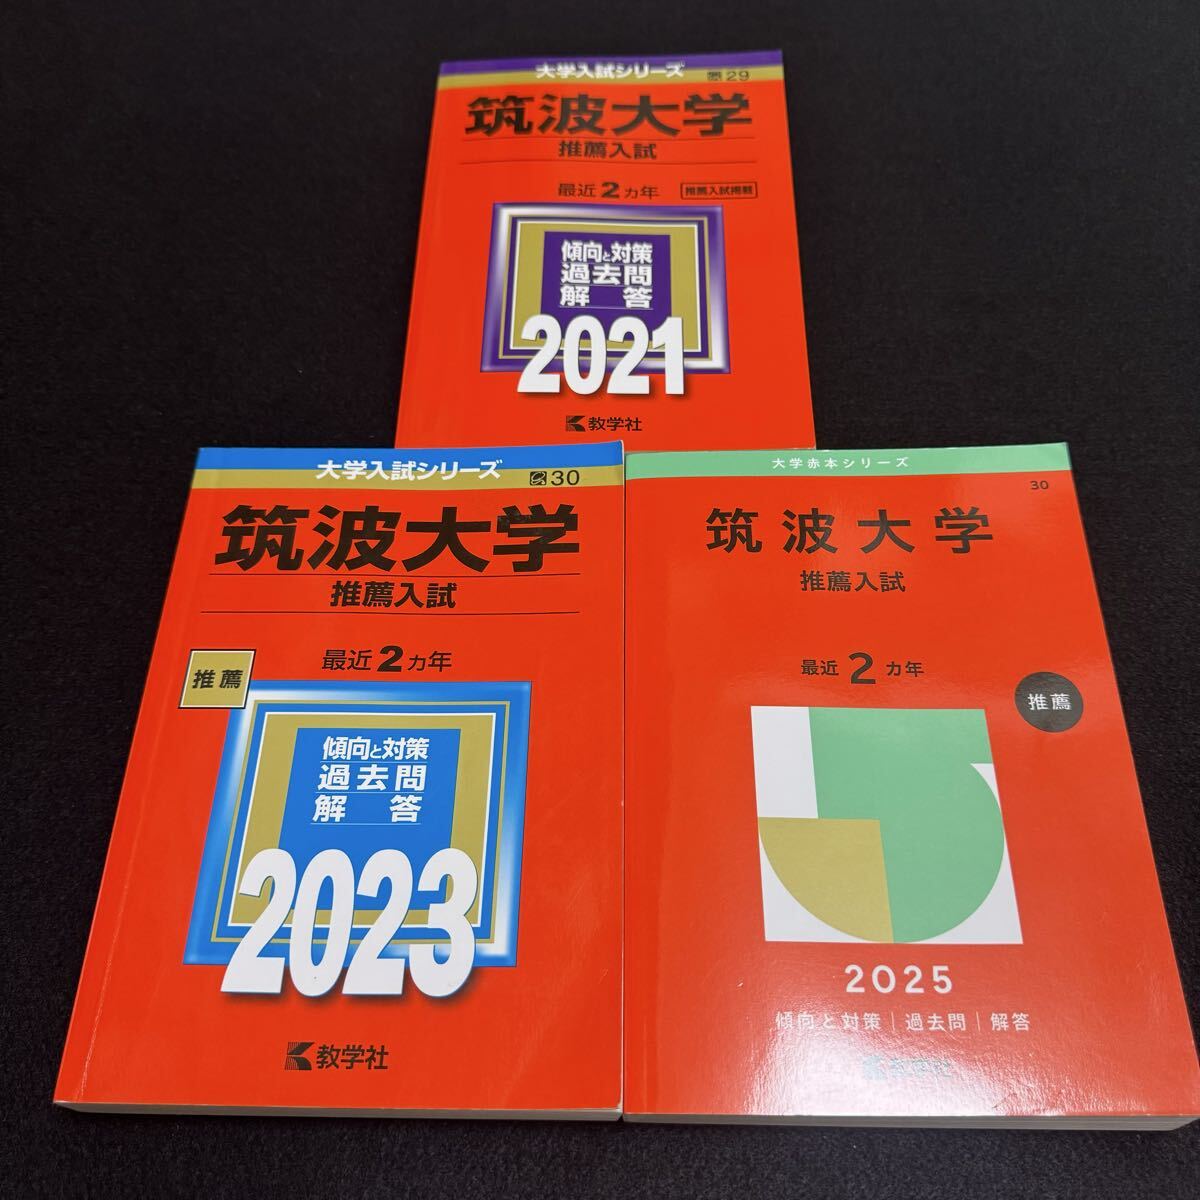 大学入試シリーズ
29
筑波大学
推薦入試
最近2カ年
推薦入試掲載
傾向と対策
過去問
解答
2021
教学社
大学入試シリーズ
30
筑波大学
推薦入試
最近2カ年
推薦
傾向と対策
過去問
解答
2023
教学社
大学赤本シリーズ
30
筑波大学
推薦入試
最近2カ年
推薦
2025
傾向と対策|過去問|解答
教学社